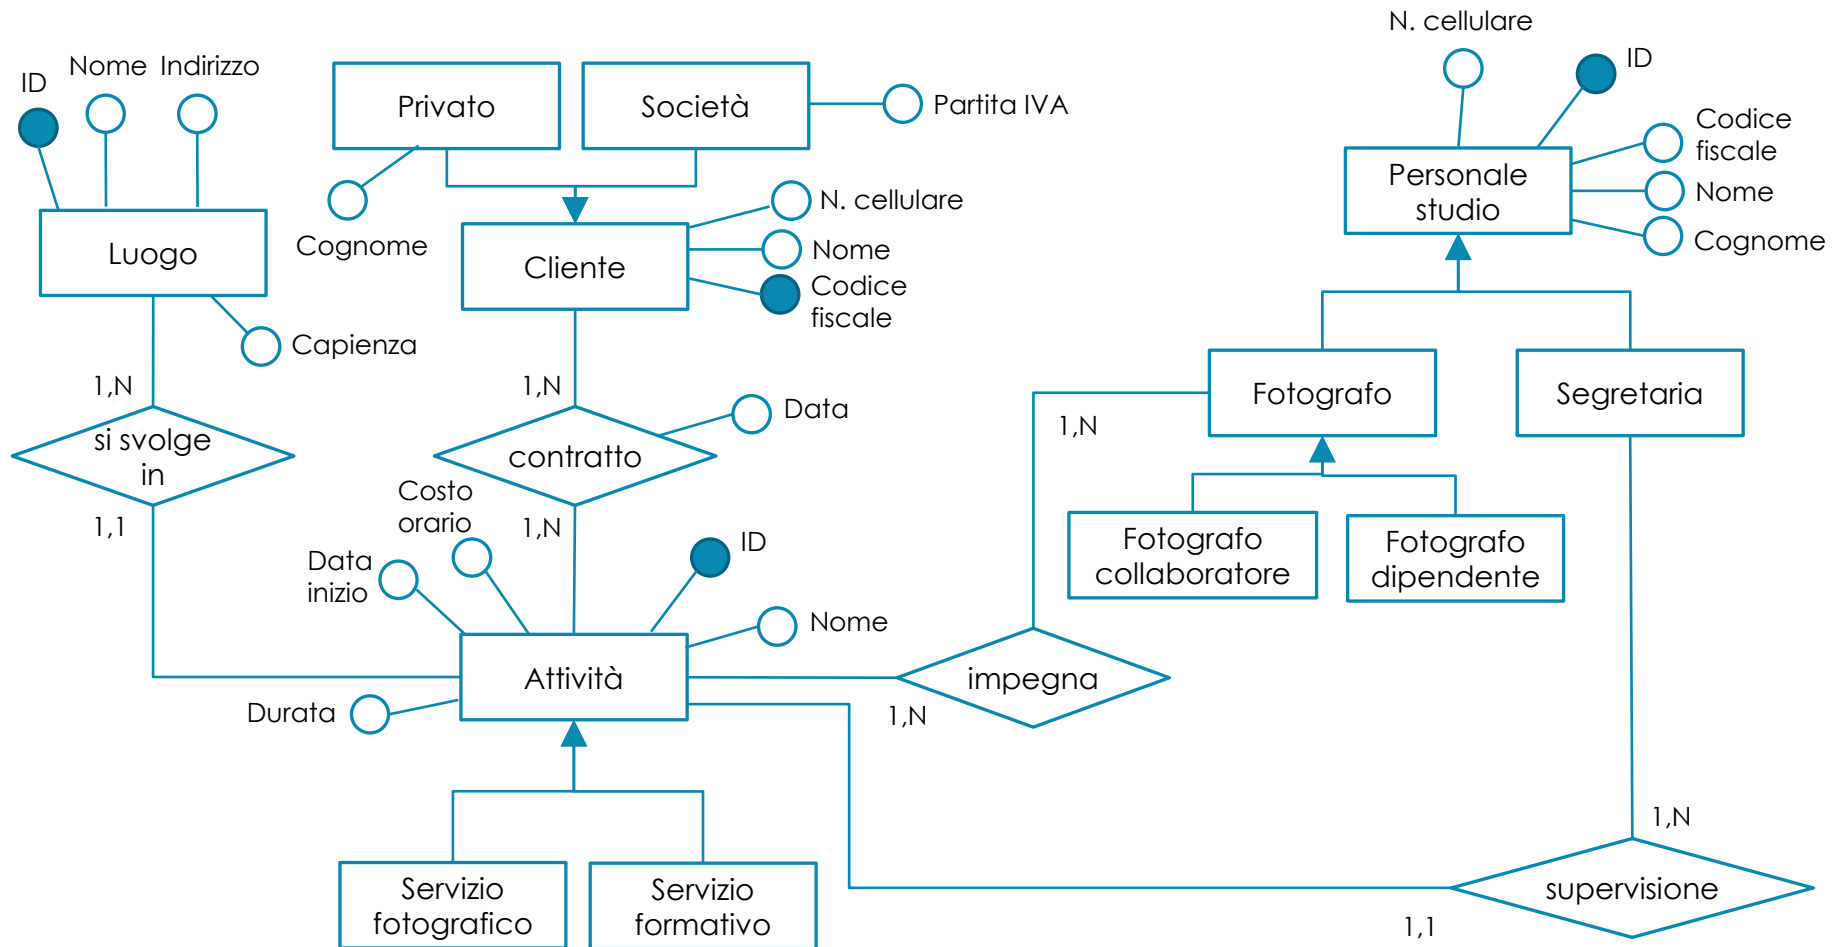 N. cellulare
ID
Codice
fiscale
Nome
Cognome
Personale
studio
ID
Nome
Indirizzo
Luogo
Capienza
Privato
Società
Partita IVA
Cognome
Cliente
N. cellulare
Nome
Codice
fiscale
1,N
si svolge
in
1,1
1,N
contratto
Data
1,N
Fotografo
Segretaria
1,N
Fotografo
collaboratore
Fotografo
dipendente
Costo
orario
Data
inizio
ID
Nome
Durata
Attività
impegna
1,N
Servizio
fotografico
Servizio
formativo
1,N
supervisione
1,1